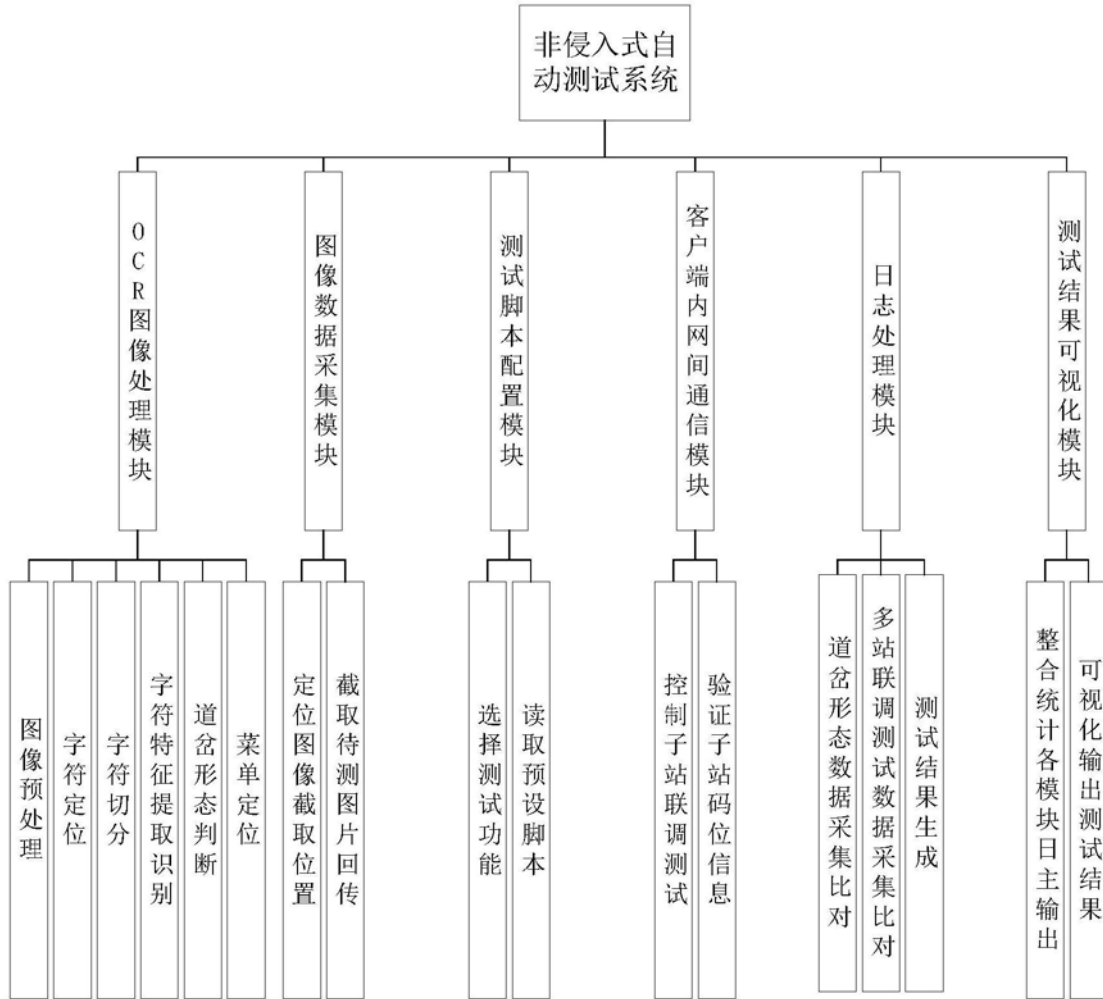 非侵入式自
动测试系统
OCR图像处理模块
图像数据采集模块
测试脚本配置模块
客户端内网间通信模块
日志处理模块
测试结果可视化模块
图像预处理
字符定位
字符切分
字符特征提取识别
道岔形态判断
菜单定位
定位图像截取位置
截取待测图片回传
选择测试功能
读取预设脚本
控制子站联调测试
验证子站码位信息
道岔形态数据采集比对
多站联调测试数据采集比对
测试结果生成
整合统计各模块日主输出
可视化输出测试结果